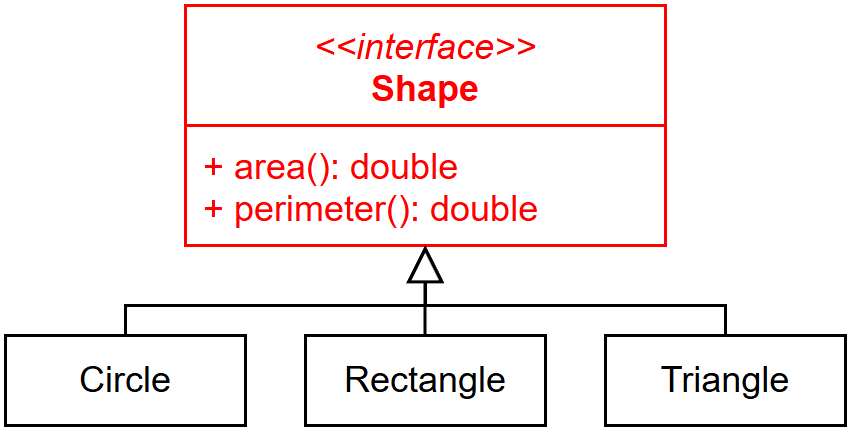 <<interface>>
Shape
+ area(): double
+ perimeter(): double
Circle
Rectangle
Triangle